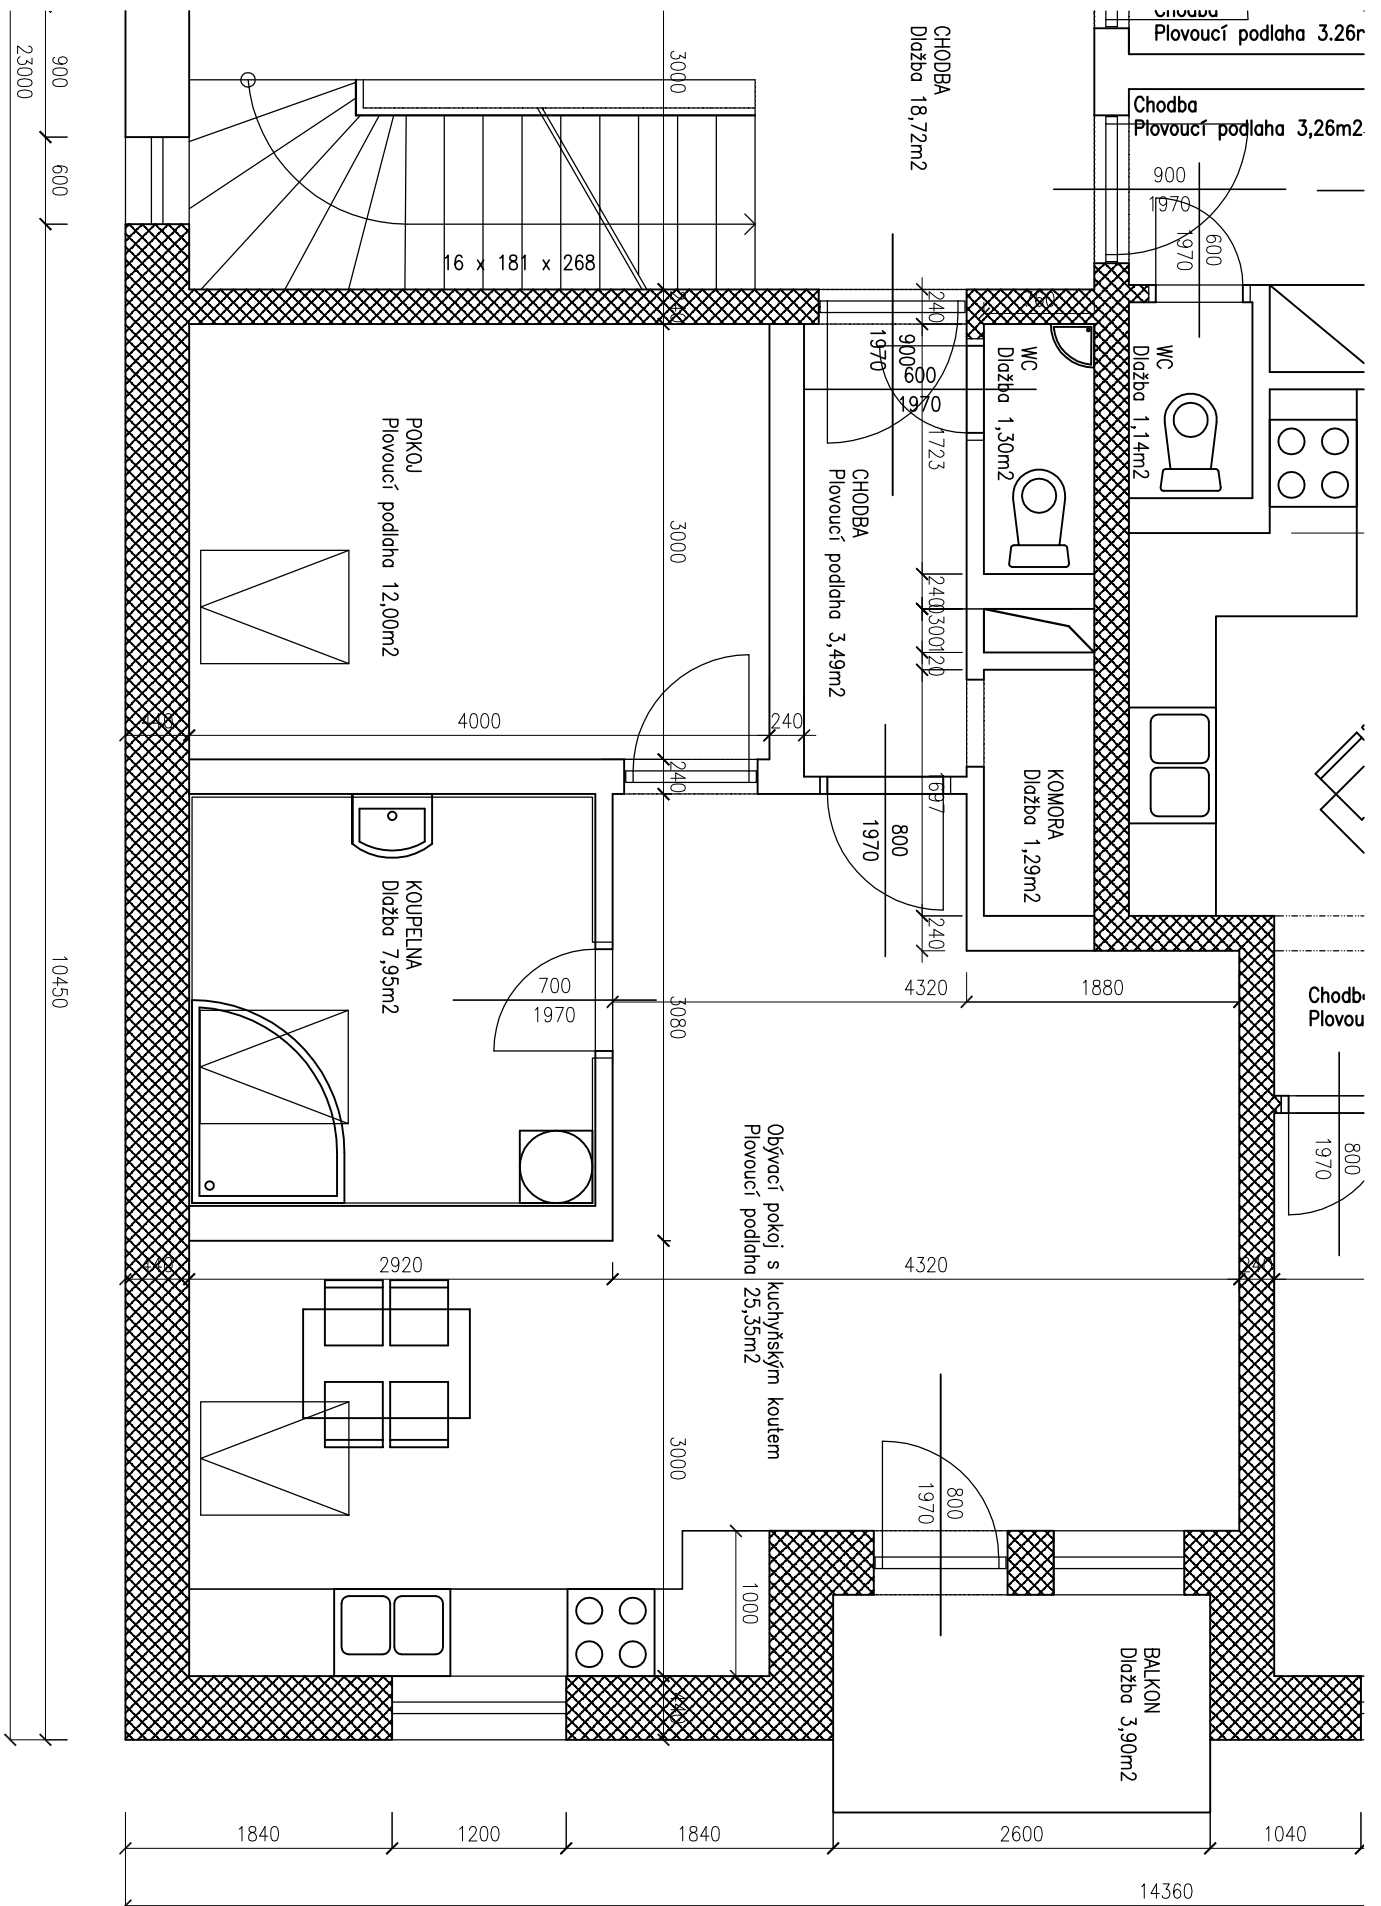 Plovoucí podlaha 3.26
Chodba
Plovoucí podlaha 3,26m2
CHODBA
Dlažba 18,72m2
23000
900
600
10450
3000
16 x 181 x 268
900
1970
600
1970
240
240
900
1970
600
1970
1723
WC
Dlažba 1,30m2
WC
Dlažba 1,14m2
POKOJ
Plovoucí podlaha 12,00m2
3000
CHODBA
Plovoucí podlaha 3,49m2
240
300
120
440
4000
240
240
1697
KOMORA
Dlažba 1,29m2
800
1970
240
KOUPELNA
Dlažba 7,95m2
700
1970
3080
4320
1880
Plovou
800
1970
Obývací pokoj s kuchyňským koutem
Plovoucí podlaha 25,35m2
440
2920
4320
240
3000
800
1970
1000
440
BALKON
Dlažba 3,90m2
1840
1200
1840
2600
1040
14360